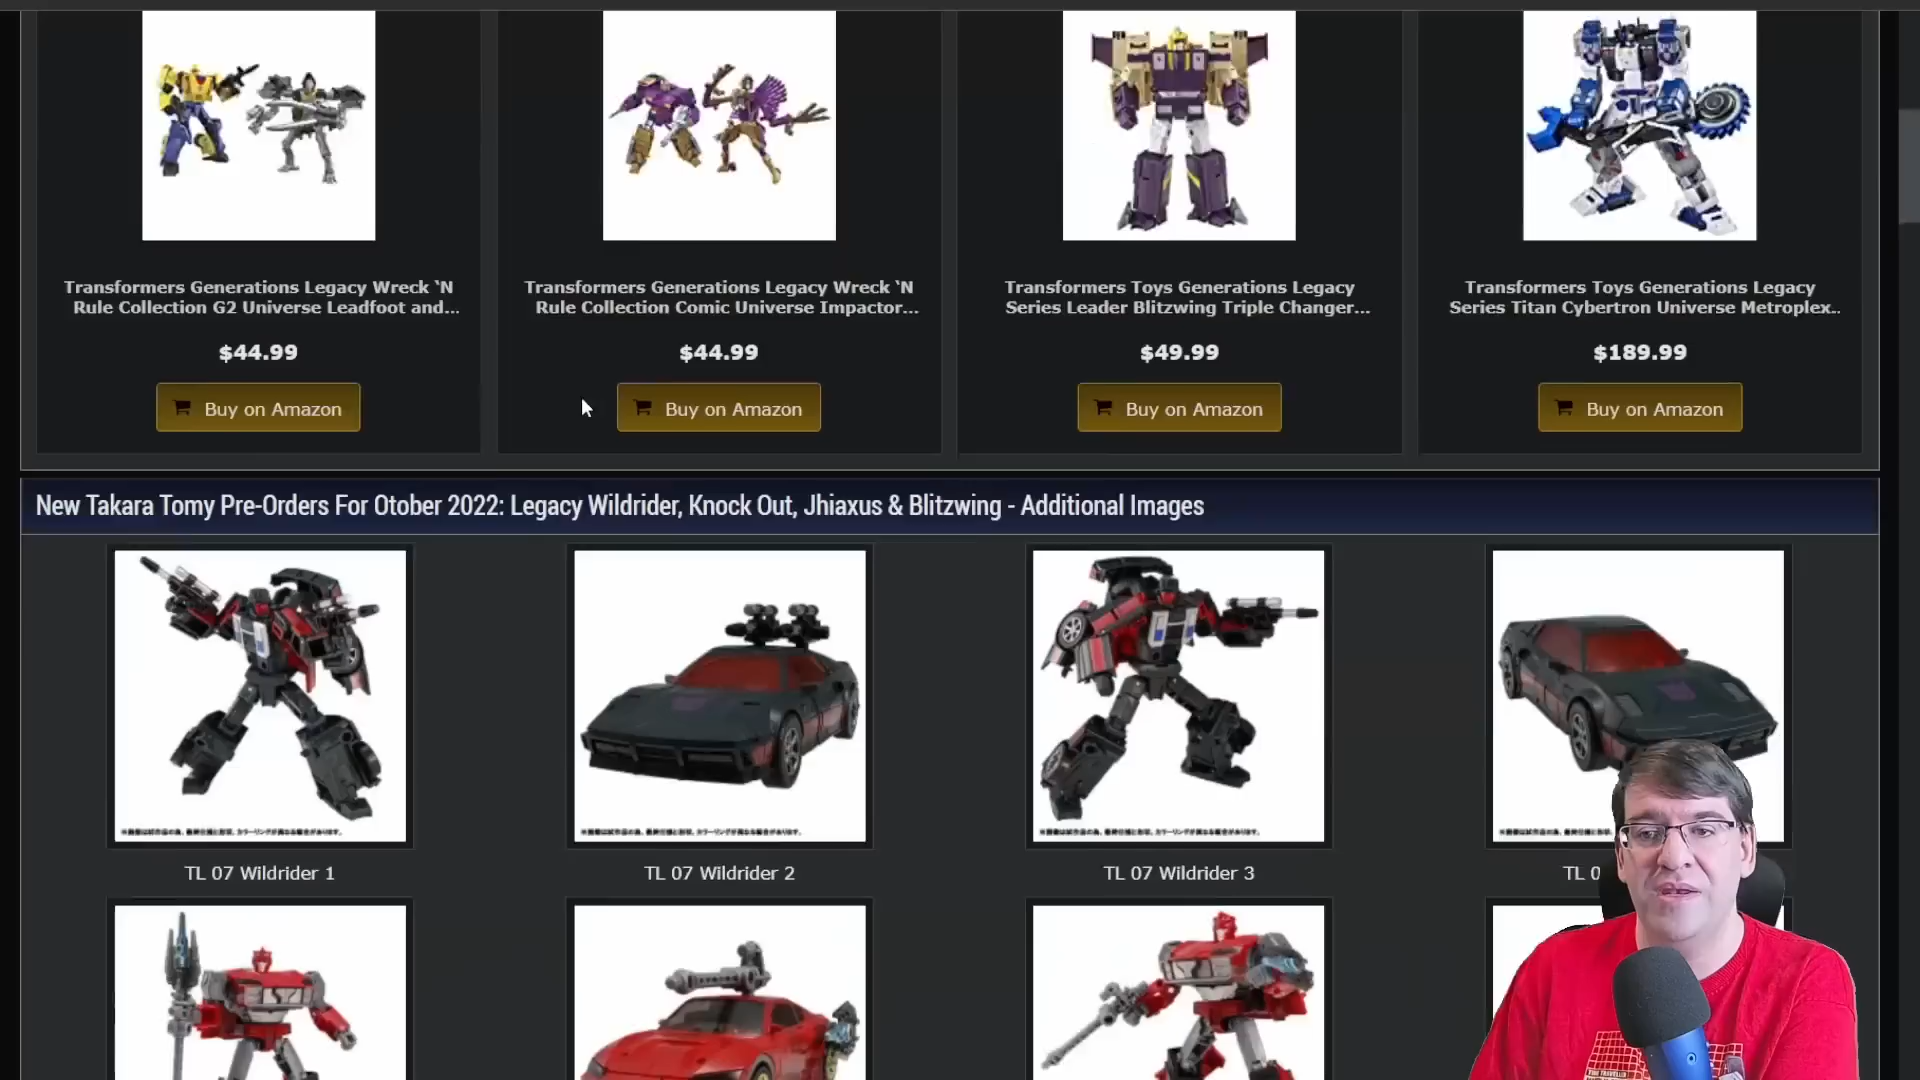 Transformers Generations Legacy Wreck 'N
Rule Collection G2 Universe Leadfoot and...
$44.99
Buy on Amazon
Transformers Generations Legacy Wreck 'N
Rule Collection Comic Universe Impactor...
$44.99
Buy on Amazon
Transformers Toys Generations Legacy
Series Leader Blitzwing Triple Changer...
$49.99
Buy on Amazon
Transformers Toys Generations Legacy
Series Titan Cybertron Universe Metroplex..
$189.99
Buy on Amazon
New Takara Tomy Pre-Orders For Otober 2022: Legacy Wildrider, Knock Out, Jhiaxus & Blitzwing - Additional Images
TL 07 Wildrider 1
TL 07 Wildrider 2
TL 07 Wildrider 3
TL 0